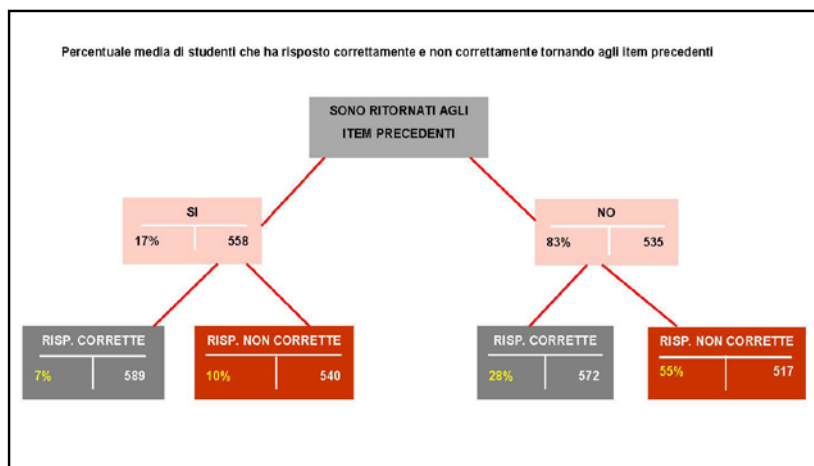 Percentuale media di studenti che ha risposto correttamente e non correttamente tornando agli item precedenti
SONO RITORNATI AGLI
ITEM PRECEDENTI
SI
17% 558
NO
83% 535
RISP. CORRETTE
7% 589
RISP. NON CORRETTE
10% 540
RISP. CORRETTE
28% 572
RISP. NON CORRETTE
55% 517